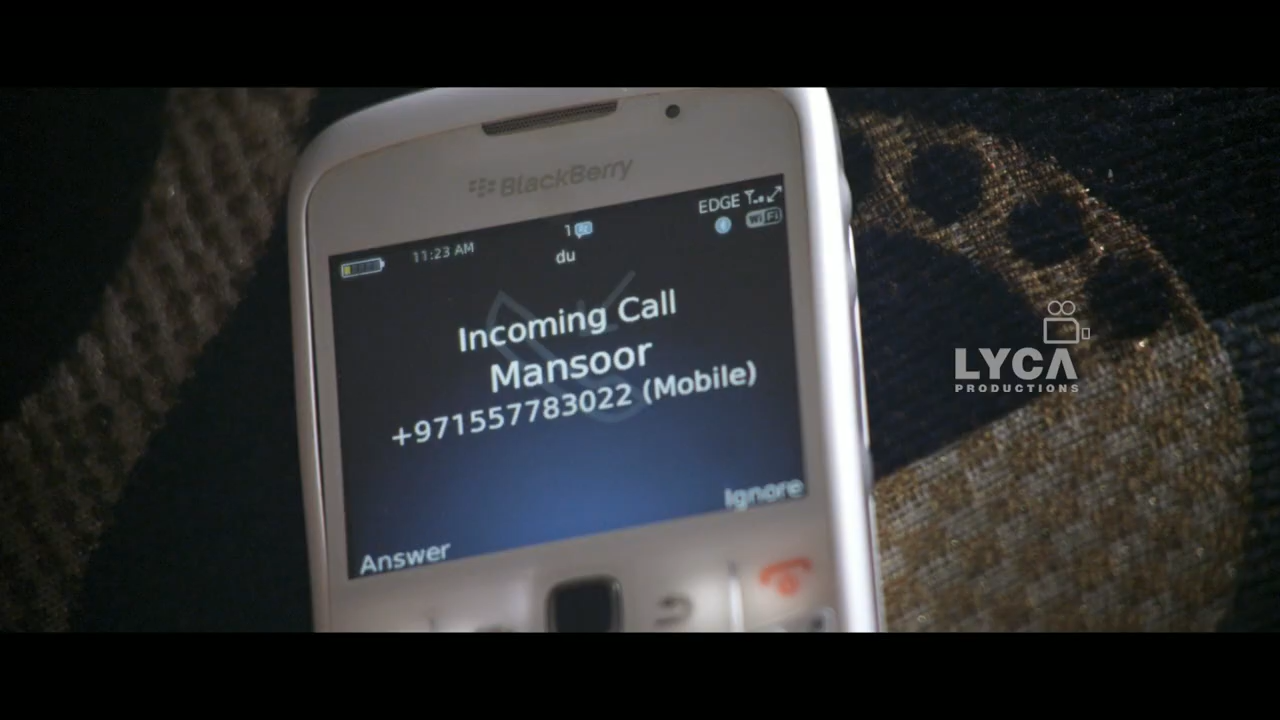 BlackBerry
EDGE
WiFi
11:23 AM
1
du
Incoming Call
Mansoor
+971557783022 (Mobile)
Answer
Ignore
LYCA
PRODUCTIONS